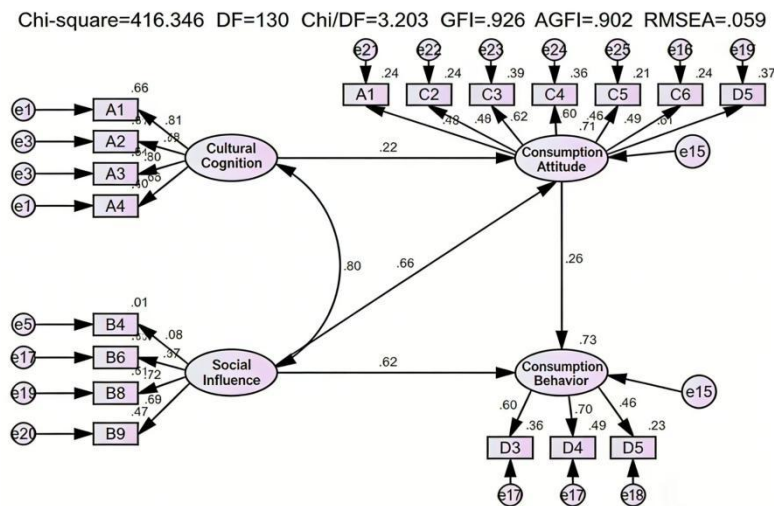 Chi-square=416.346 DF=130 Chi/DF=3.203 GFI=.926 AGFI=.902 RMSEA=.059
e21 e22 e23 e24 e25 e16 e19
.24 .24 .39 .36 .21 .24 .37
A1 C2 C3 C4 C5 C6 D5
.48 .48 .62 .60 .46 .49 .61
.71
.66
e1 A1
.81
e3 A2
e3 A3
.80
.40
e1 A4
Cultural
Cognition
.22
Consumption
Attitude
e15
.80
.66
.26
.01
e5 B4
.08
e17 B6
.37
.51
.72
e19 B8
.69
.47
e20 B9
Social
Influence
.62
.73
Consumption
Behavior
e15
.60 .70 .46
.36 .49 .23
D3 D4 D5
e17 e17 e18